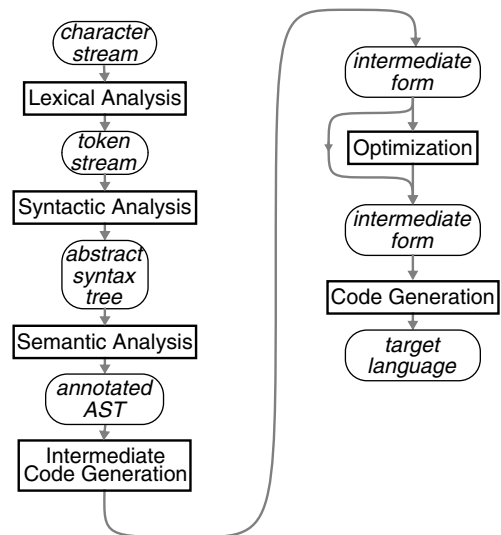 character
stream
Lexical Analysis
token
stream
Syntactic Analysis
abstract
syntax
tree
Semantic Analysis
annotated
AST
Intermediate
Code Generation
intermediate
form
Optimization
intermediate
form
Code Generation
target
language